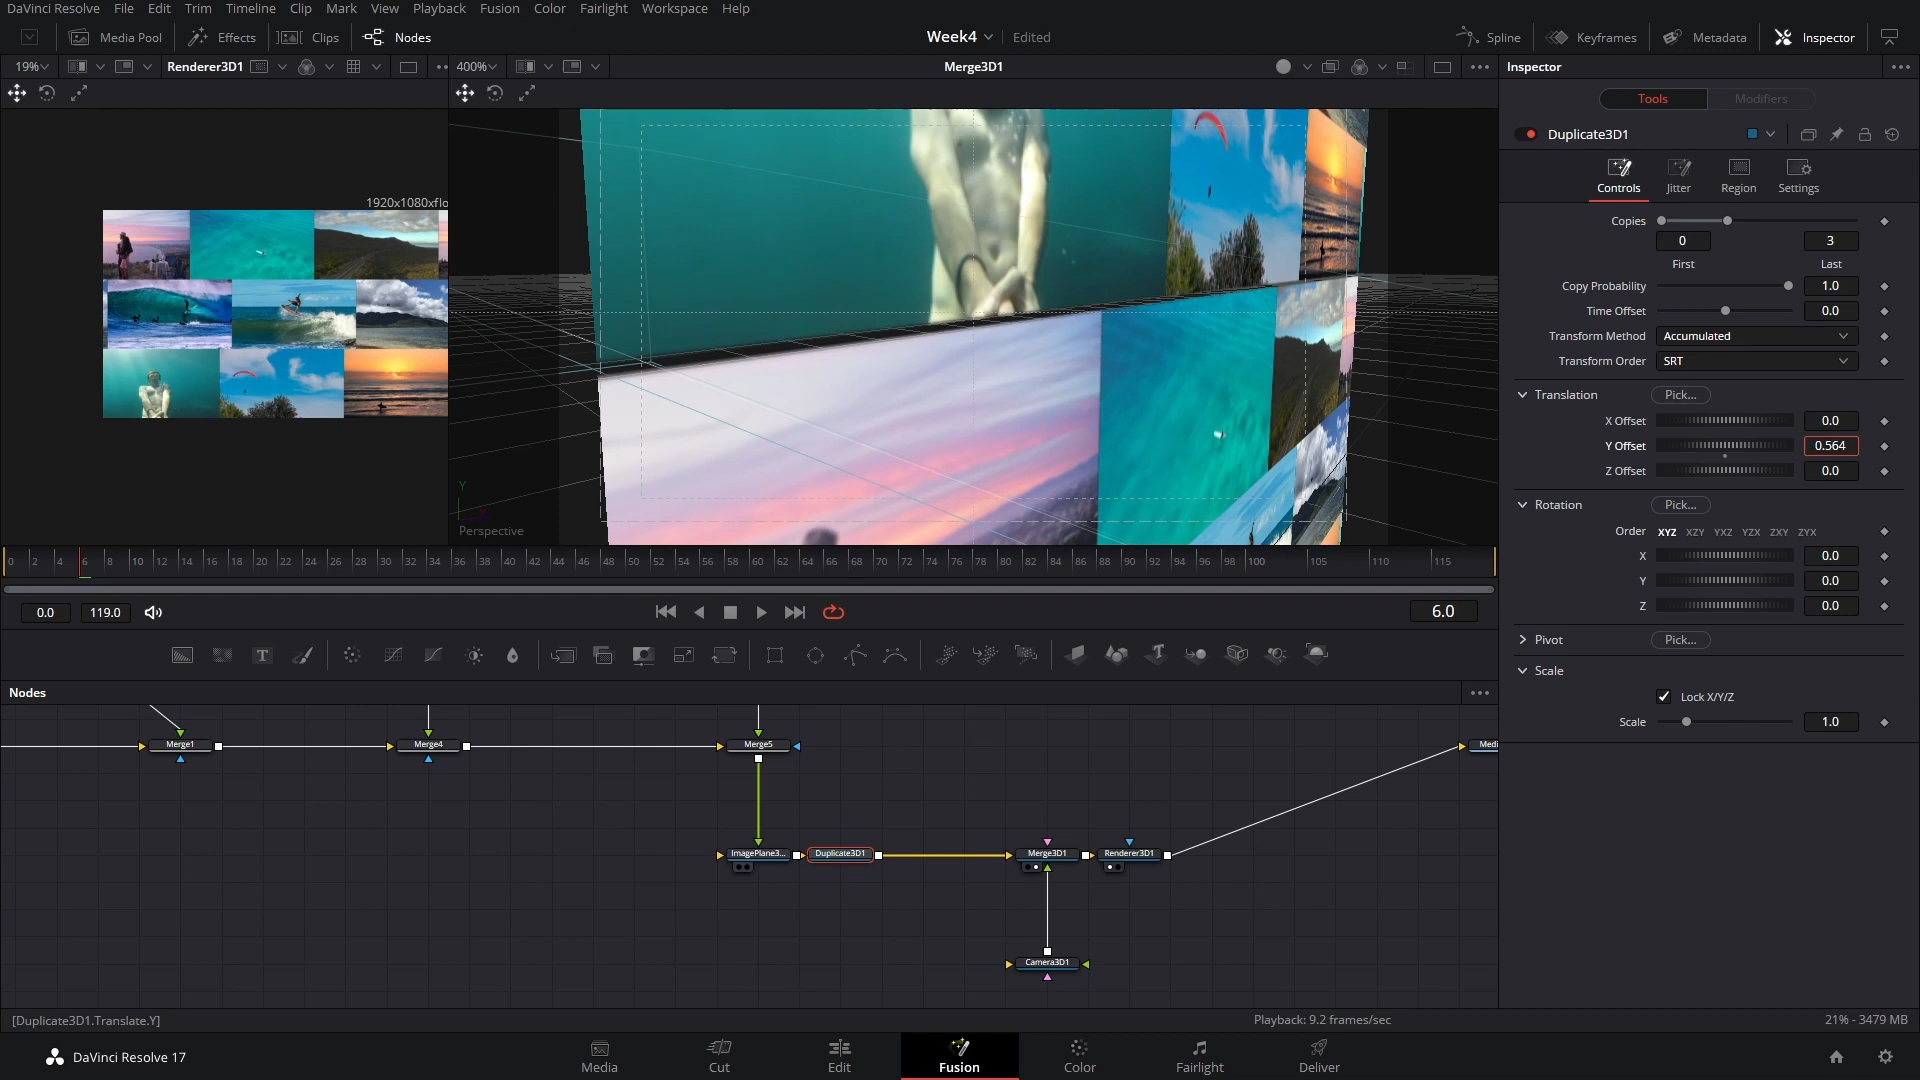 DaVinci Resolve File Edit Trim Timeline Clip Mark View Playback Fusion Color Fairlight Workspace Help
Media Pool Effects Clips Nodes Week4 Edited Spline Keyframes Metadata Inspector
19% Renderer3D1 400% Merge3D1 Inspector
Tools Modifiers
Duplicate3D1
Controls Jitter Region Settings
1920x1080xflo
Copies
0 3
First Last
Copy Probability 1.0
Time Offset 0.0
Transform Method Accumulated
Transform Order SRT
Translation Pick...
X Offset 0.0
Y Offset 0.564
Z Offset 0.0
Rotation Pick...
Order XYZ XZY YXZ YZX ZXY ZYX
X 0.0
Y 0.0
Z 0.0
Pivot Pick...
Scale
Lock X/Y/Z
Scale 1.0
Y
Perspective
0 2 4 6 8 10 12 14 16 18 20 22 24 26 28 30 32 34 36 38 40 42 44 46 48 50 52 54 56 58 60 62 64 66 68 70 72 74 76 78 80 82 84 86 88 90 92 94 96 98 100 105 110 115
0.0 119.0 6.0
Nodes
Merge1 Merge4 Merge5 Medi
ImagePlane3... Duplicate3D1 Merge3D1 Renderer3D1
Camera3D1
[Duplicate3D1.Translate.Y] Playback: 9.2 frames/sec 21% - 3479 MB
DaVinci Resolve 17 Media Cut Edit Fusion Color Fairlight Deliver